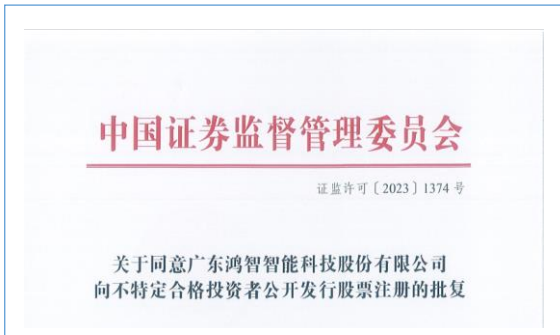 中国证券监督管理委员会
证监许可〔2023〕1374号
关于同意广东鸿智智能科技股份有限公司
向不特定合格投资者公开发行股票注册的批复